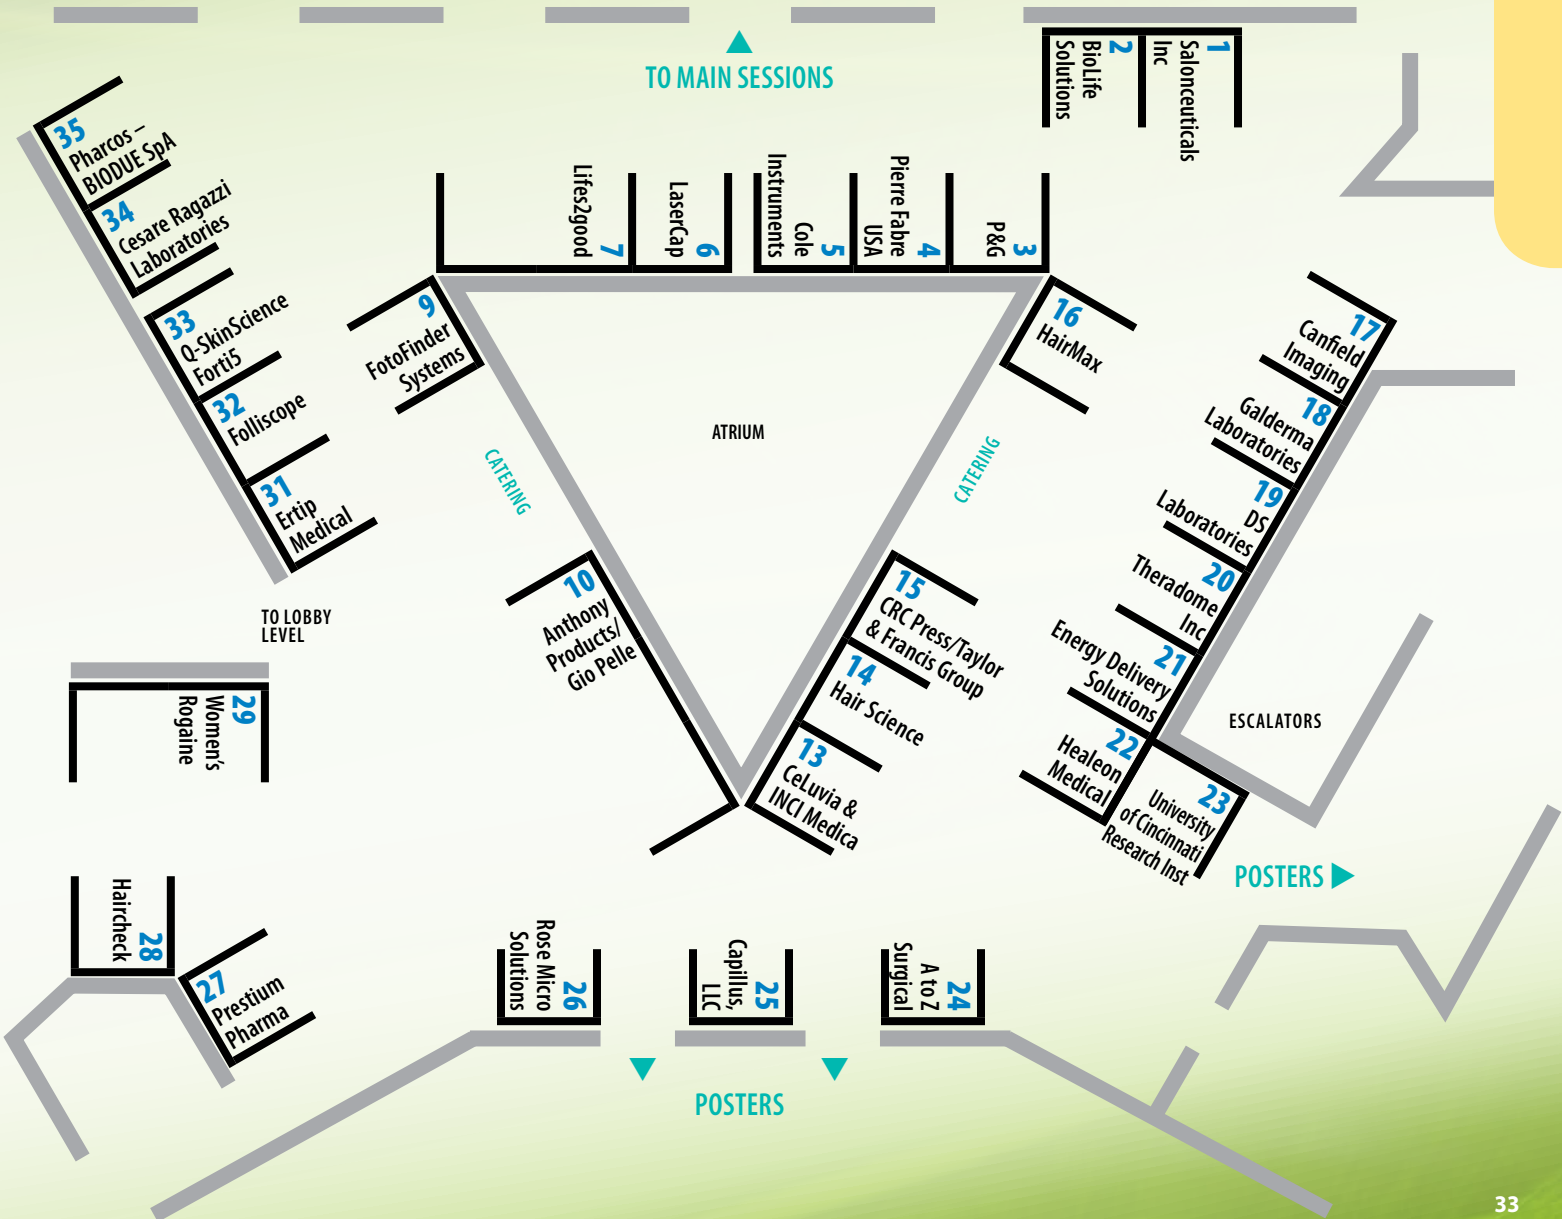 TO MAIN SESSIONS
1
Salonceuticals
Inc
2
BioLife
Solutions
3
P&G
4
Pierre Fabre
USA
5
Cole
Instruments
6
LaserCap
7
Lifes2good
9
FotoFinder
Systems
10
Anthony
Products/
Gio Pelle
ATRIUM
CATERING
CATERING
13
CeLuvia &
INCI Medica
14
Hair Science
15
CRC Press/Taylor
& Francis Group
16
HairMax
17
Canfield
Imaging
18
Galderma
Laboratories
19
DS
Laboratories
20
Theradome
Inc
21
Energy Delivery
Solutions
22
Healeon
Medical
23
University
of Cincinnati
Research Inst
ESCALATORS
POSTERS
24
A to Z
Surgical
25
Capillus,
LLC
26
Rose Micro
Solutions
POSTERS
27
Prestium
Pharma
28
Haircheck
29
Women's
Rogaine
TO LOBBY
LEVEL
31
Ertip
Medical
32
Folliscope
33
Q-SkinScience
Forti5
34
Cesare Ragazzi
Laboratories
35
Pharcos –
BIODUE SpA
33